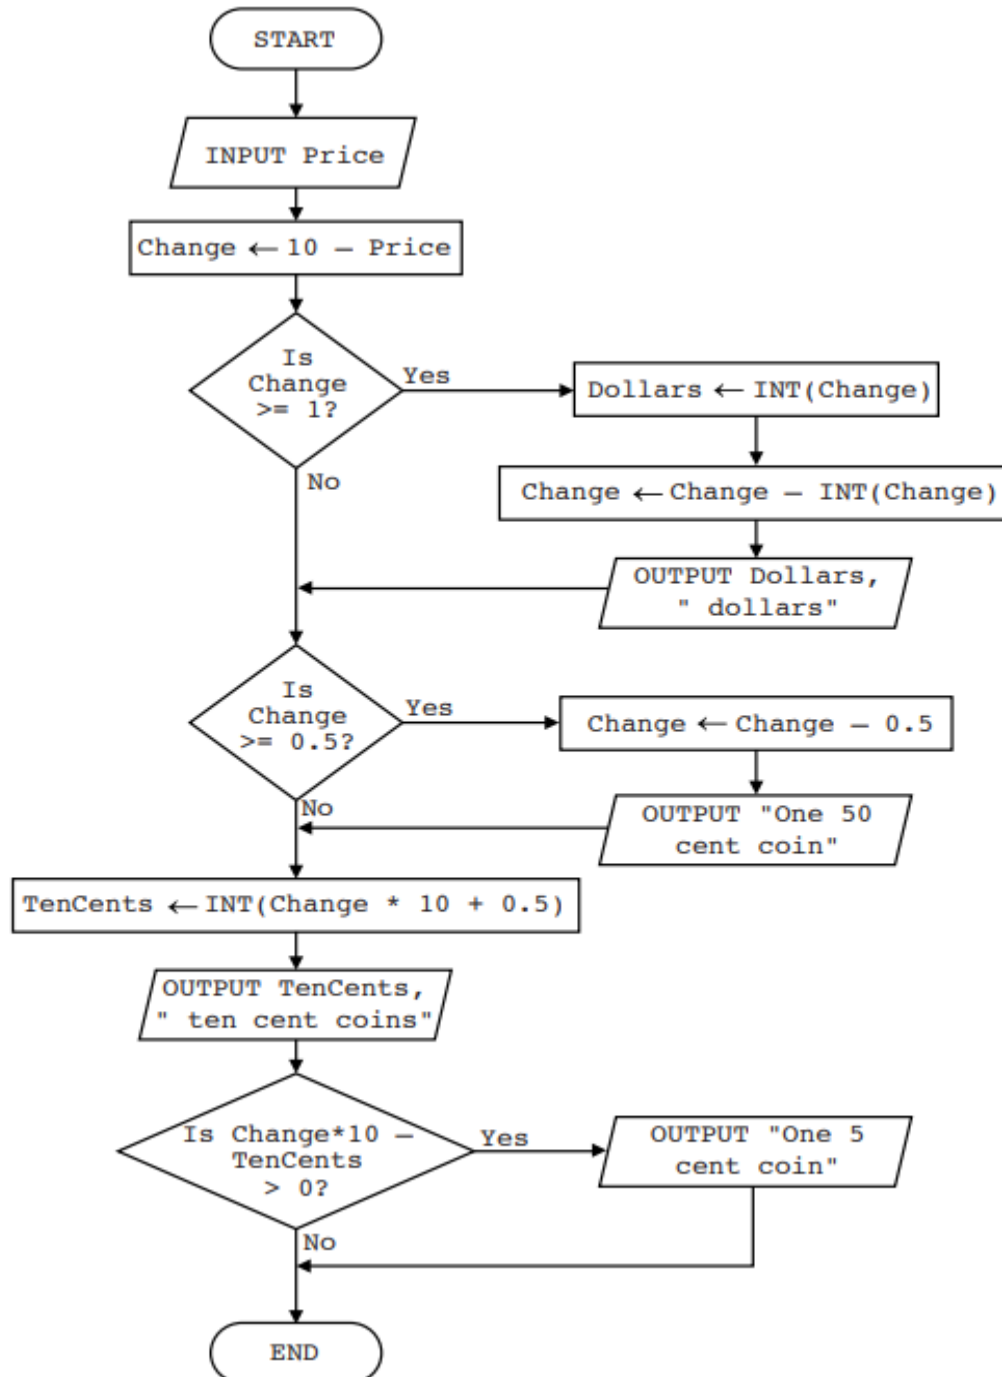 START
INPUT Price
Change ← 10 – Price
Is
Change
>= 1?
Yes
Dollars ← INT(Change)
No
Change ← Change – INT(Change)
OUTPUT Dollars,
" dollars"
Is
Change
>= 0.5?
Yes
Change ← Change – 0.5
No
OUTPUT "One 50
cent coin"
TenCents ← INT(Change * 10 + 0.5)
OUTPUT TenCents,
" ten cent coins"
Is Change*10 –
TenCents
> 0?
Yes
OUTPUT "One 5
cent coin"
No
END